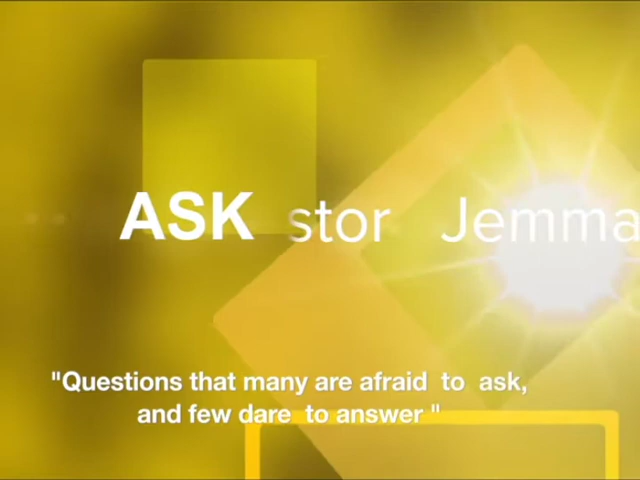 ASK stor Jemma
"Questions that many are afraid to ask,
and few dare to answer "